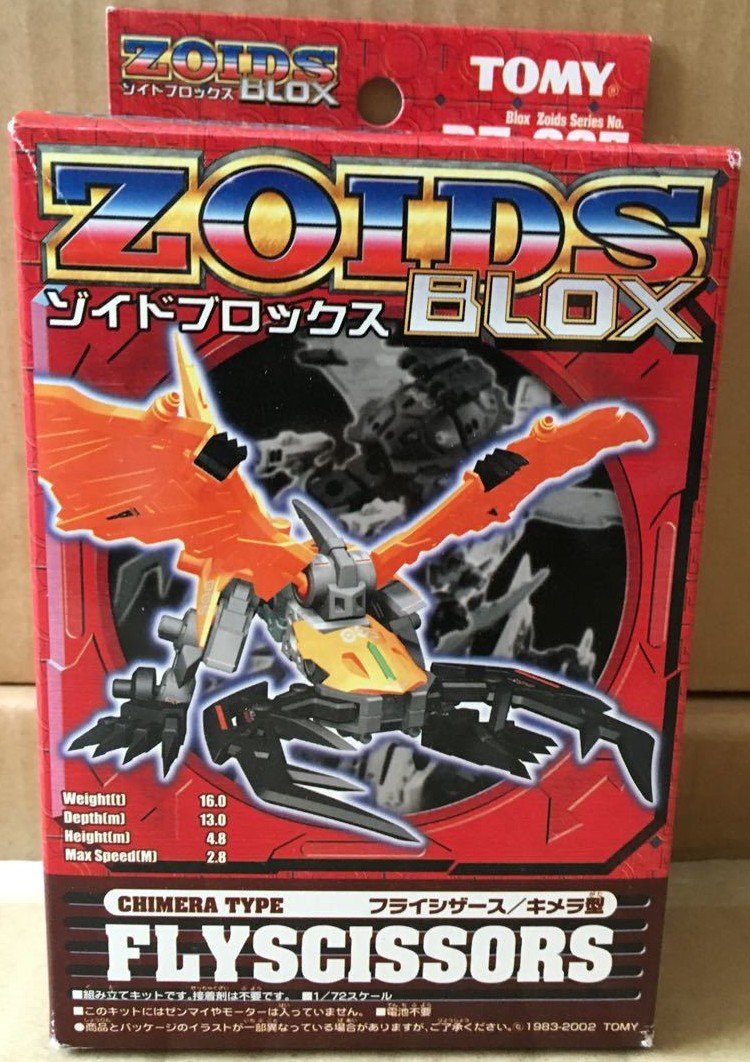 ZOIDS
ゾイドブロックス BLOX
TOMY®
Blox Zoids Series No.
ZOIDS
ゾイドブロックス BLOX
Weight(t) 16.0
Depth(m) 13.0
Height(m) 4.8
Max Speed(M) 2.8
CHIMERA TYPE フライシザース/キメラ型
FLYSCISSORS
■組み立てキットです。接着剤は不要です。 ■1/72スケール
■このキットにはゼンマイやモーターは入っていません。 ■電池不要
●商品とパッケージのイラストが一部異なっている場合がありますが、ご了承ください。 © 1983-2002 TOMY